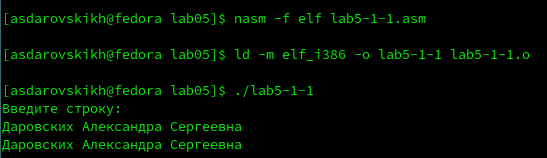 [asdarovskikh@fedora lab05]$ nasm -f elf lab5-1-1.asm
[asdarovskikh@fedora lab05]$ ld -m elf_i386 -o lab5-1-1 lab5-1-1.o
[asdarovskikh@fedora lab05]$ ./lab5-1-1
Введите строку:
Даровских Александра Сергеевна
Даровских Александра Сергеевна